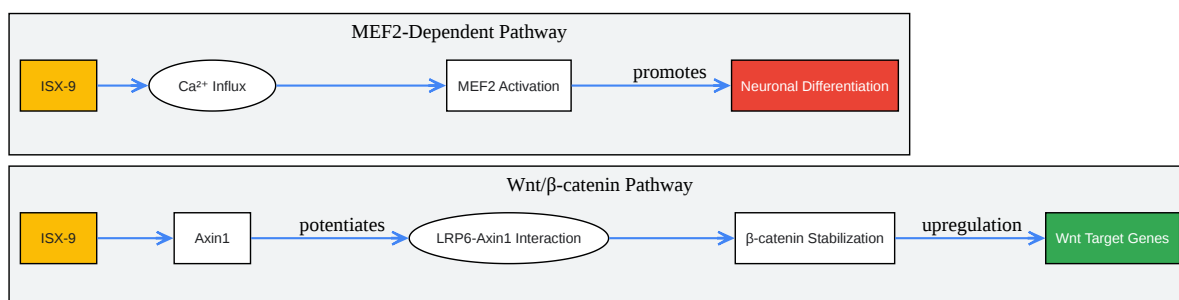 MEF2-Dependent Pathway
ISX-9
Ca²⁺ Influx
MEF2 Activation
promotes
Neuronal Differentiation
Wnt/β-catenin Pathway
ISX-9
Axin1
potentiates
LRP6-Axin1 Interaction
β-catenin Stabilization
upregulation
Wnt Target Genes